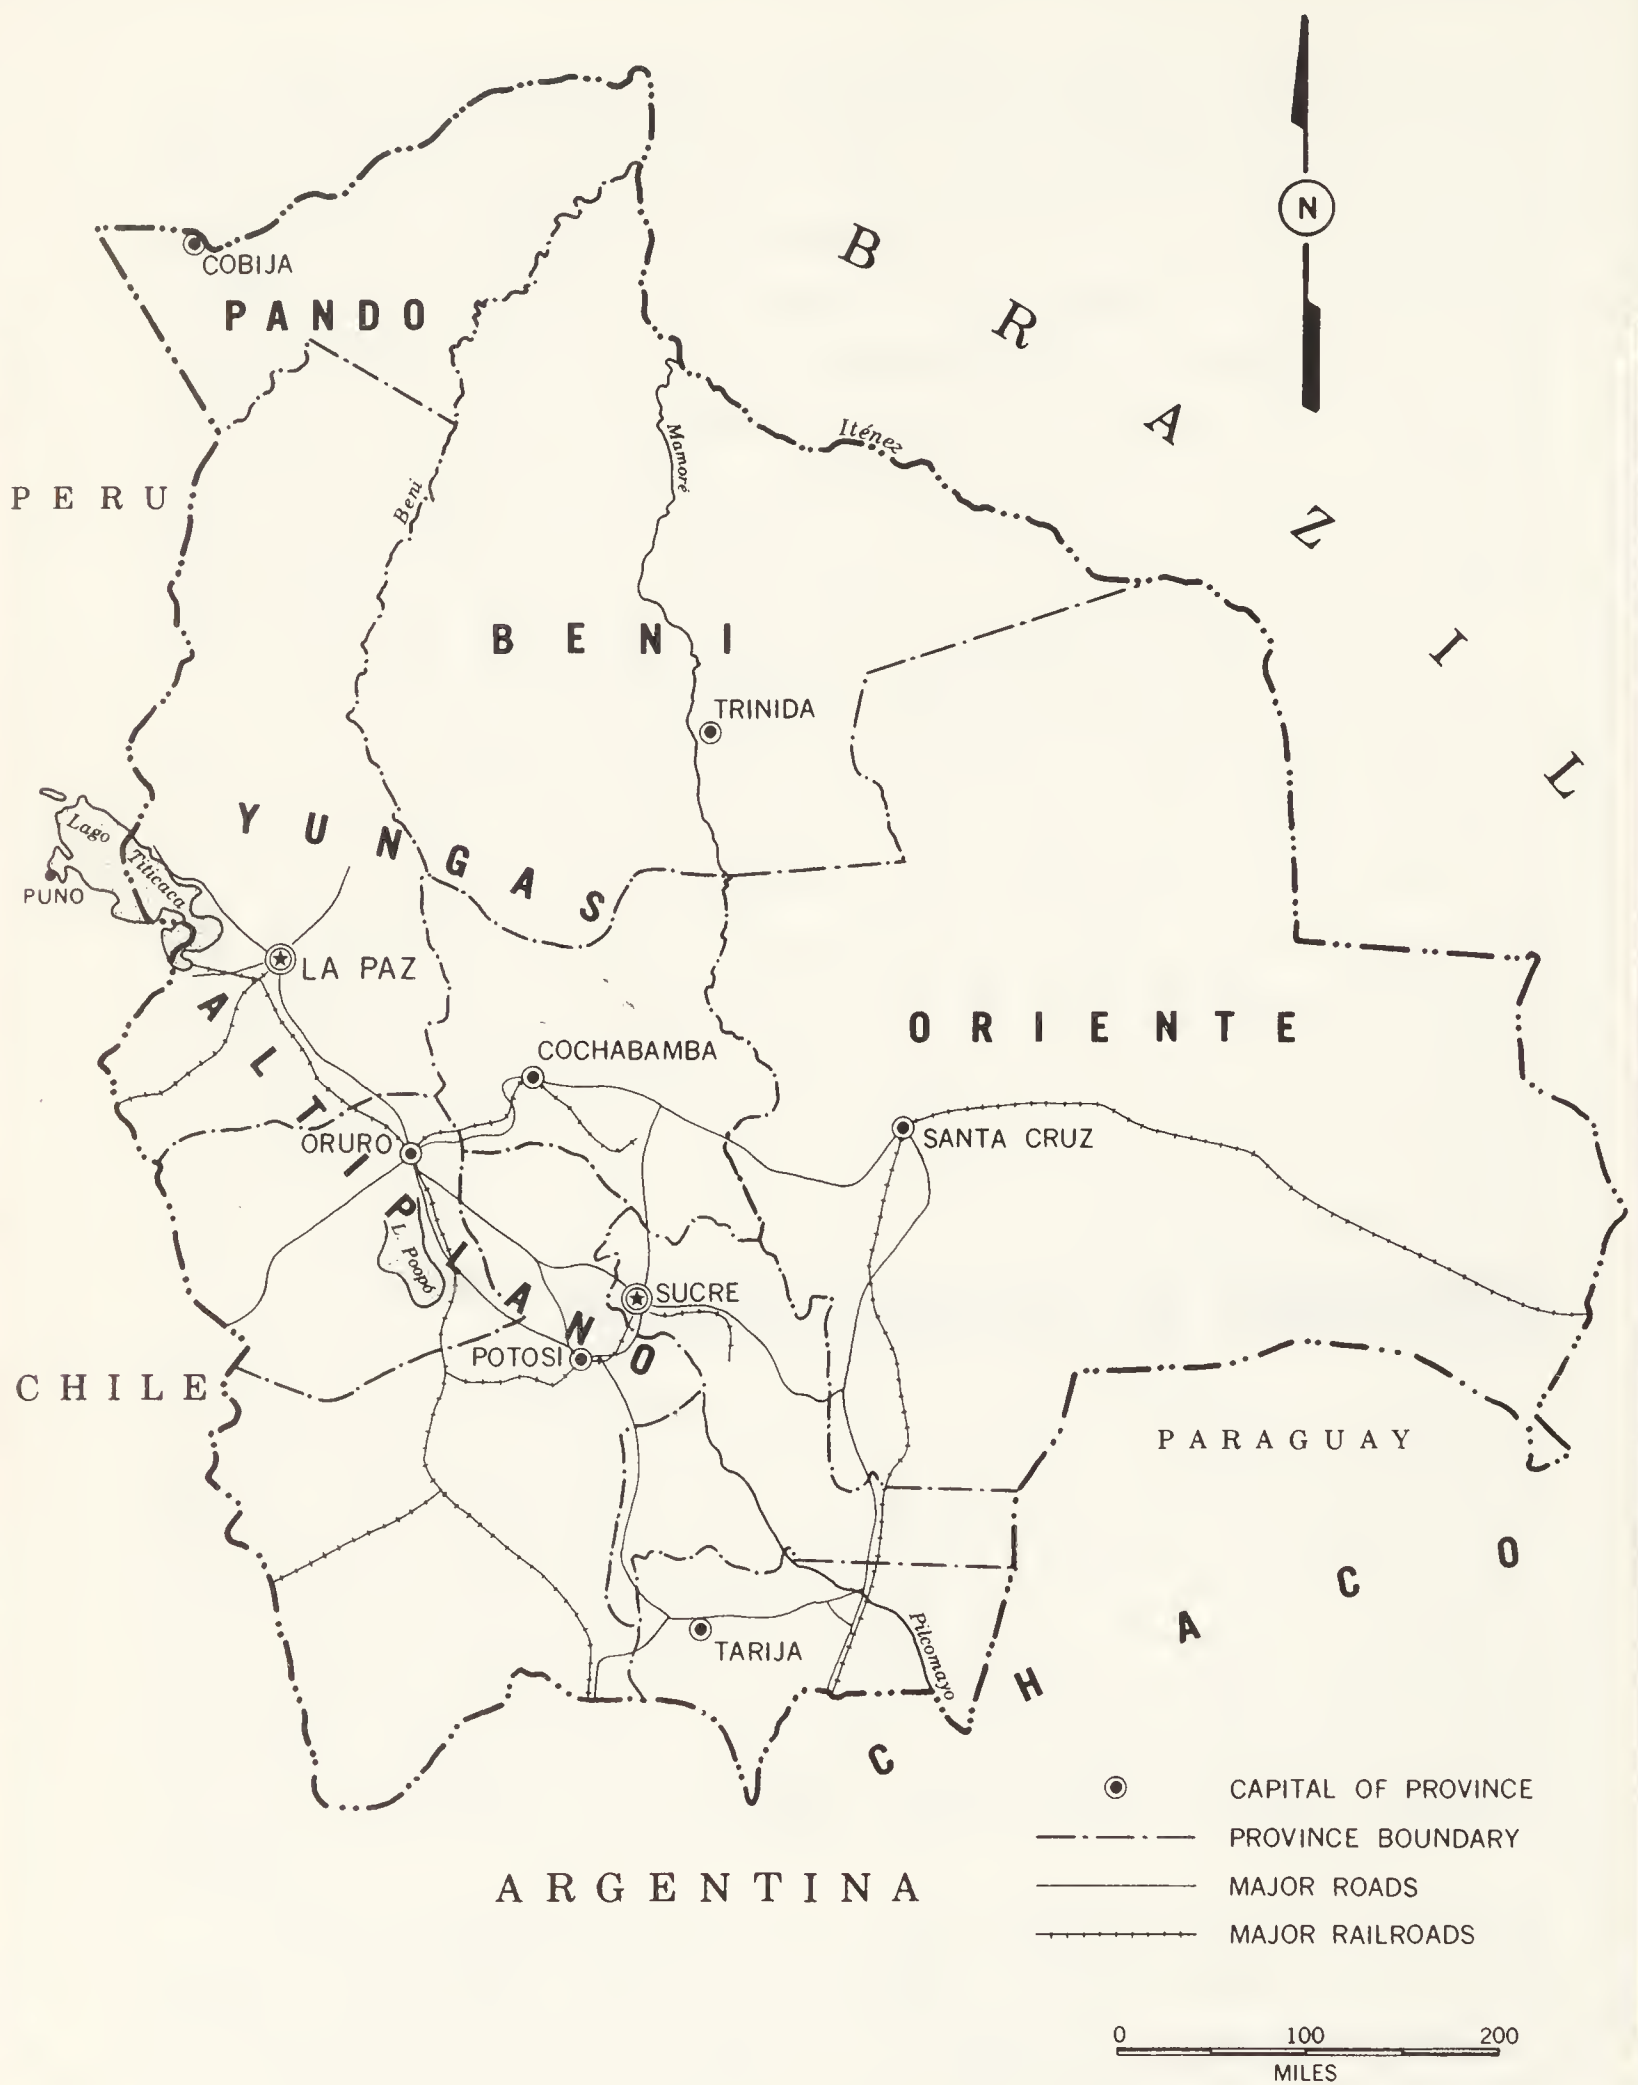 N
BRAZIL
COBIJA
PANDO
Iténez
Mamoré
PERU
Beni
BENI
TRINIDA
YUNGAS
Lago
Titicaca
PUNO
LA PAZ
ALTIPLANO
ORIENTE
COCHABAMBA
ORURO
SANTA CRUZ
L. Poopó
SUCRE
POTOSI
CHILE
PARAGUAY
CHACO
Pilcomayo
TARIJA
CAPITAL OF PROVINCE
PROVINCE BOUNDARY
ARGENTINA
MAJOR ROADS
MAJOR RAILROADS
0 100 200
MILES